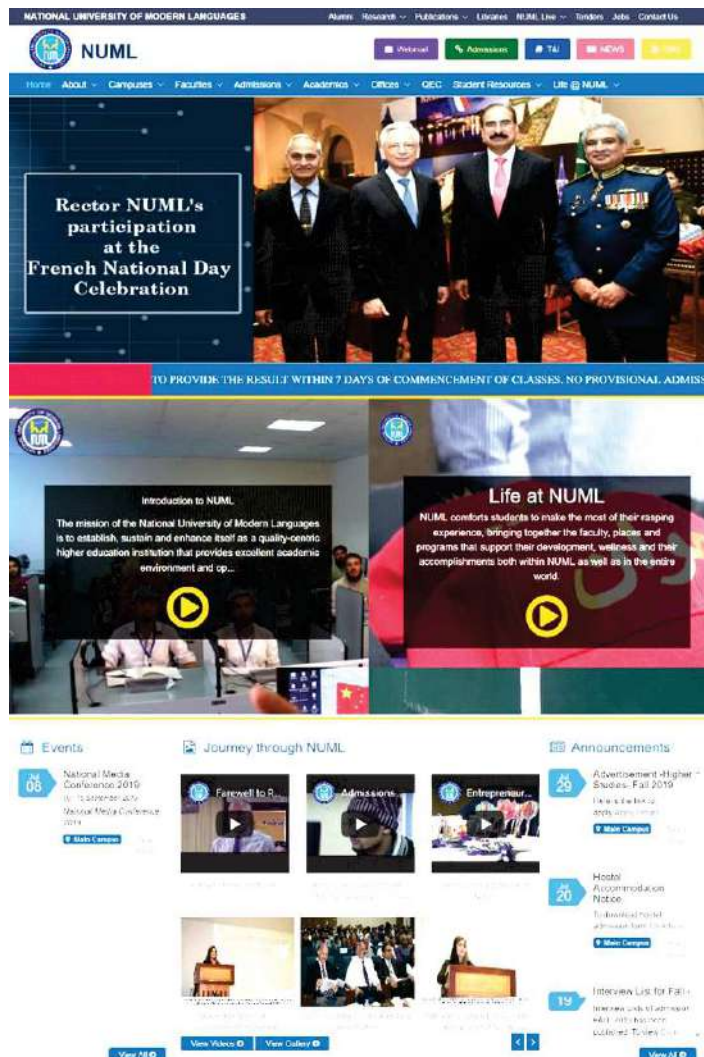 NATIONAL UNIVERSITY OF MODERN LANGUAGES
Alumni Research Publications Libraries NUML Live Tenders Jobs Contact Us
NUML
Webmail Admissions T&I NEWS
Home About Campuses Faculties Admissions Academics Offices QEC Student Resources Life @ NUML
Rector NUML's
participation
at the
French National Day
Celebration
TO PROVIDE THE RESULT WITHIN 7 DAYS OF COMMENCEMENT OF CLASSES. NO PROVISIONAL ADMISS
Introduction to NUML
The mission of the National University of Modern Languages
is to establish, sustain and enhance itself as a quality-centric
higher education institution that provides excellent academic
environment and op...
Life at NUML
NUML comforts students to make the most of their rasping
experience, bringing together the faculty, places and
programs that support their development, wellness and their
accomplishments both within NUML as well as in the entire
world.
Events
Jul
08
National Media
Conference 2019
National Media Conference
2019
Main Campus
View All
Journey through NUML
Farewell to R...
Admissions
Entrepreneur...
View Videos
View Gallery
Announcements
Jul
29
Advertisement -Higher
Studies- Fall 2019
Main Campus
Jul
20
Hostel
Accommodation
Notice
To download hostel
Main Campus
19
Interview List for Fall -
View All